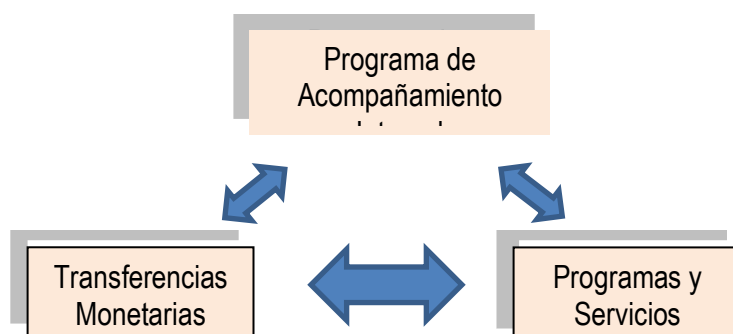 Programa de
Acompañamiento
Transferencias
Monetarias
Programas y
Servicios